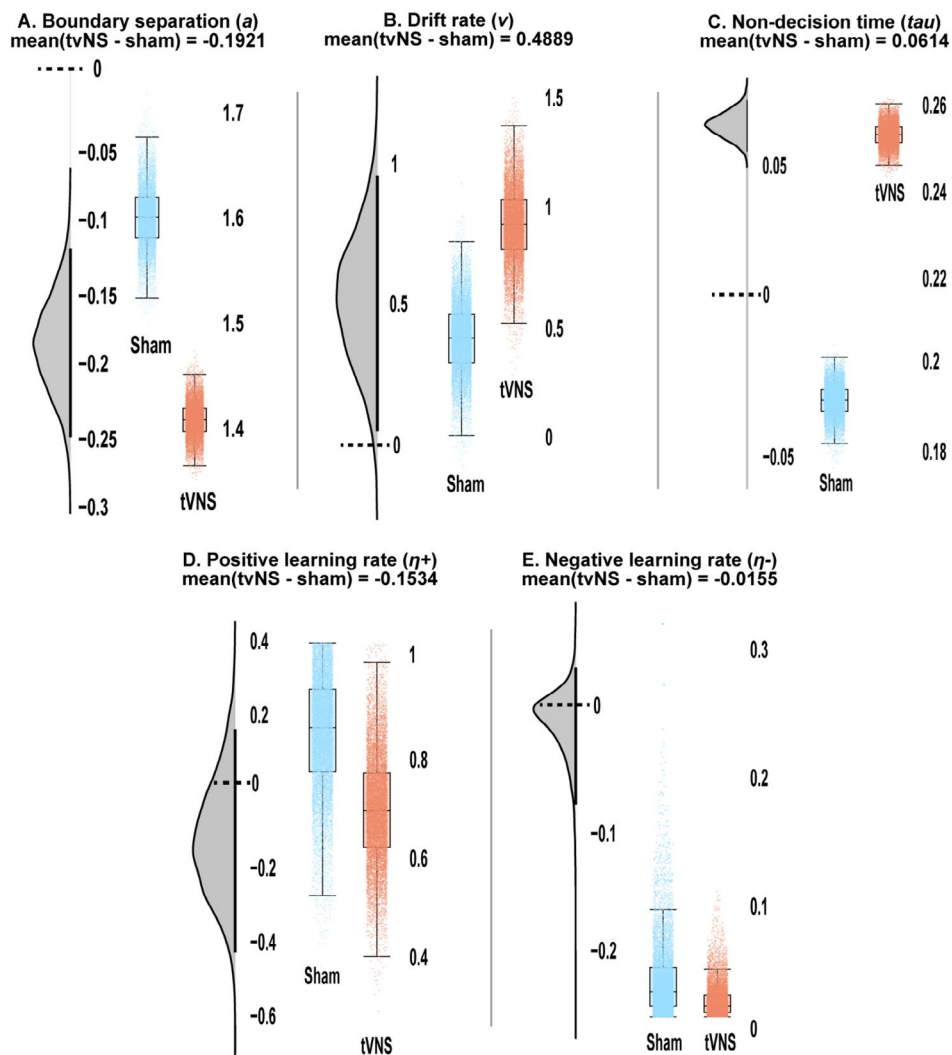 A. Boundary separation (a)
mean(tvNS - sham) = -0.1921
0
−0.05
−0.1
−0.15
−0.2
−0.25
−0.3
1.7
1.6
1.5
1.4
Sham
tVNS
B. Drift rate (v)
mean(tvNS - sham) = 0.4889
1
0.5
0
1.5
1
0.5
0
Sham
tVNS
C. Non-decision time (tau)
mean(tvNS - sham) = 0.0614
0.05
0
−0.05
0.26
0.24
0.22
0.2
0.18
tVNS
Sham
D. Positive learning rate (η+)
mean(tvNS - sham) = -0.1534
0.4
0.2
0
−0.2
−0.4
−0.6
1
0.8
0.6
0.4
Sham
tVNS
E. Negative learning rate (η-)
mean(tvNS - sham) = -0.0155
0
−0.1
−0.2
0.3
0.2
0.1
0
Sham
tVNS